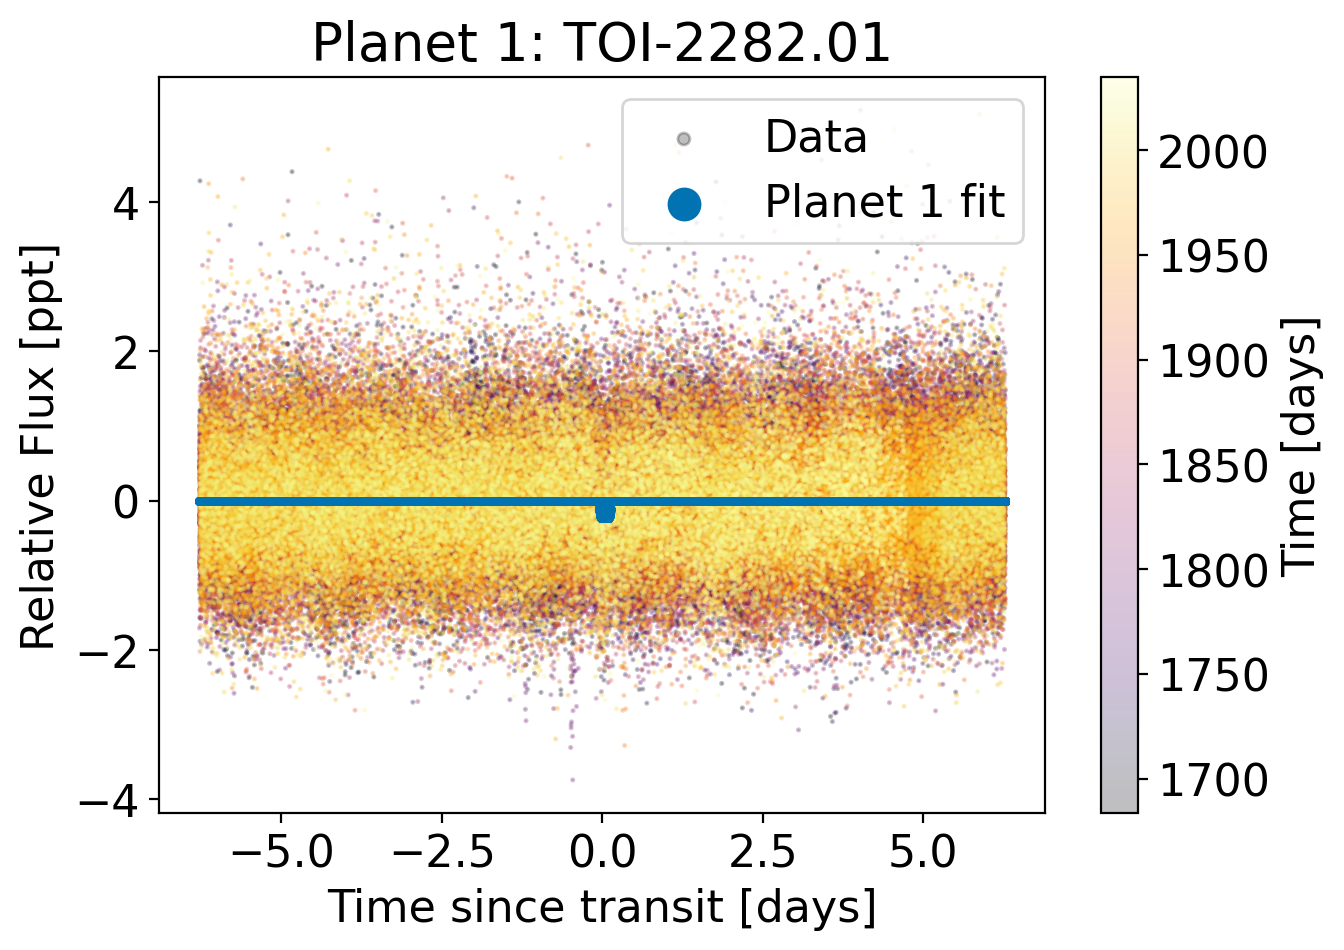 Planet 1: TOI-2282.01
Data
Planet 1 fit
Relative Flux [ppt]
4
2
0
−2
−4
−5.0
−2.5
0.0
2.5
5.0
Time since transit [days]
2000
1950
1900
1850
1800
1750
1700
Time [days]